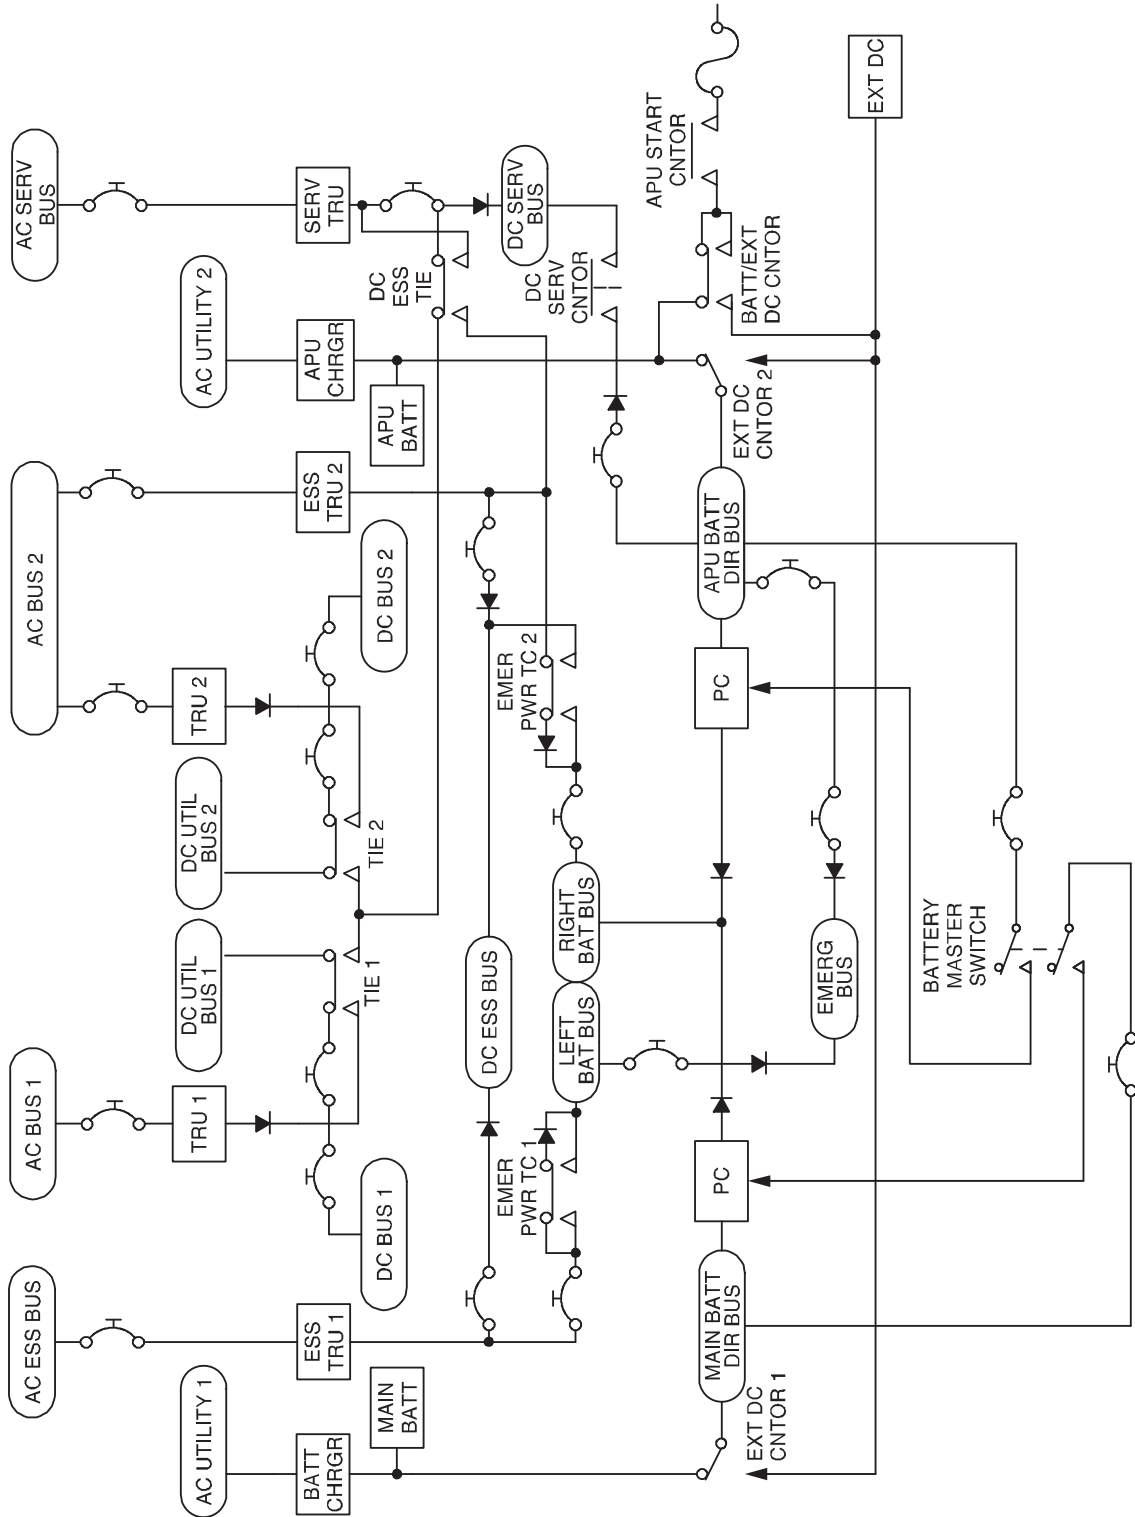 AC ESS BUS
AC BUS 1
AC BUS 2
AC SERV
BUS
AC UTILITY 1
TRU 1
DC UTIL
BUS 1
DC UTIL
BUS 2
TRU 2
AC UTILITY 2
BATT
CHRGR
ESS
TRU 1
ESS
TRU 2
APU
CHRGR
SERV
TRU
MAIN
BATT
DC BUS 1
TIE 1
TIE 2
DC BUS 2
APU
BATT
DC
ESS
TIE
DC ESS BUS
EMER
PWR TC 1
EMER
PWR TC 2
DC SERV
BUS
LEFT
BAT BUS
RIGHT
BAT BUS
DC
SERV
CNTOR
APU START
CNTOR
MAIN BATT
DIR BUS
PC
PC
APU BATT
DIR BUS
EXT DC
CNTOR 1
EXT DC
CNTOR 2
BATT/EXT
DC CNTOR
EMERG
BUS
EXT DC
BATTERY
MASTER
SWITCH